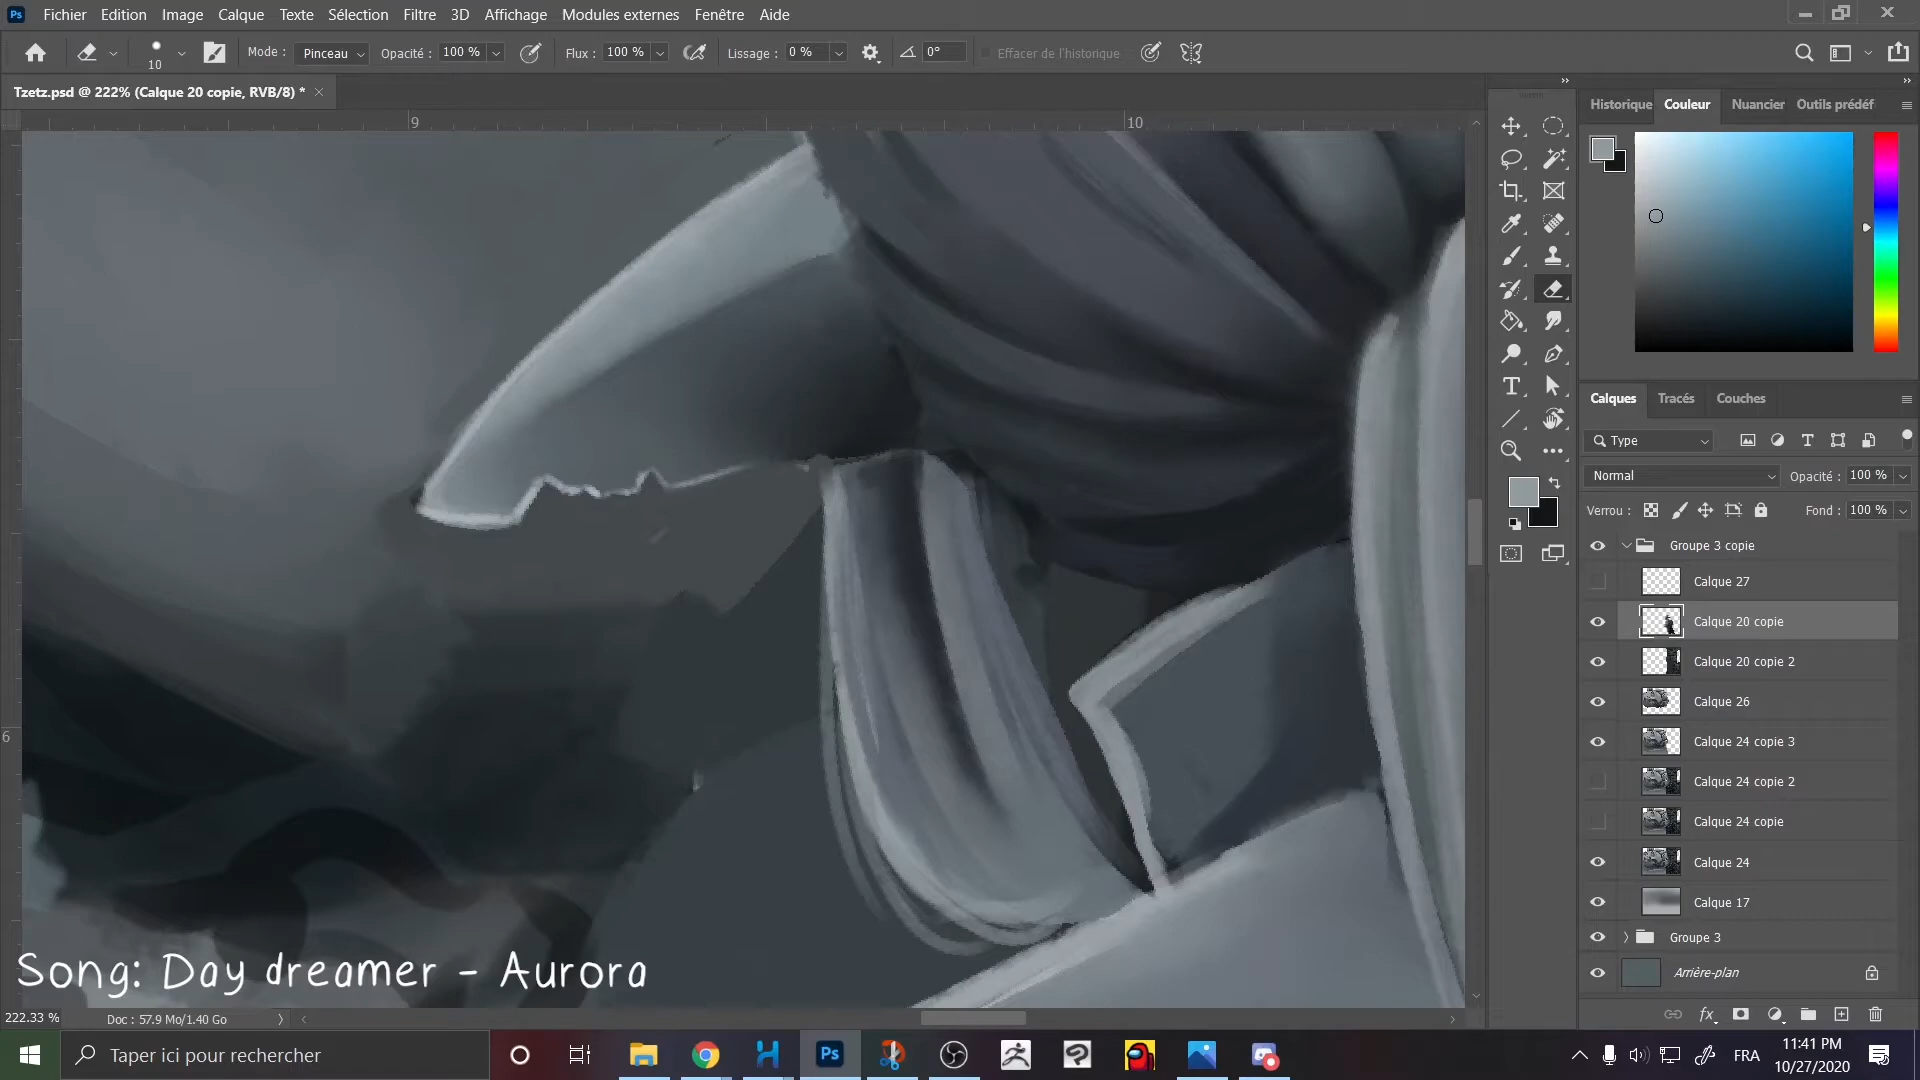 Fichier Edition Image Calque Texte Sélection Filtre 3D Affichage Modules externes Fenêtre Aide
10 Mode : Pinceau Opacité : 100 % Flux : 100 % Lissage : 0 % 0° Effacer de l'historique
Tzetz.psd @ 222% (Calque 20 copie, RVB/8) *
9 10
6
Historique Couleur Nuancier Outils prédéf
Calques Tracés Couches
Type
Normal Opacité : 100 %
Verrou : Fond : 100 %
Groupe 3 copie
Calque 27
Calque 20 copie
Calque 20 copie 2
Calque 26
Calque 24 copie 3
Calque 24 copie 2
Calque 24 copie
Calque 24
Calque 17
Groupe 3
Arrière-plan
Song: Day dreamer - Aurora
222.33 % Doc : 57.9 Mo/1.40 Go
Taper ici pour rechercher
Ps
FRA
11:41 PM
10/27/2020